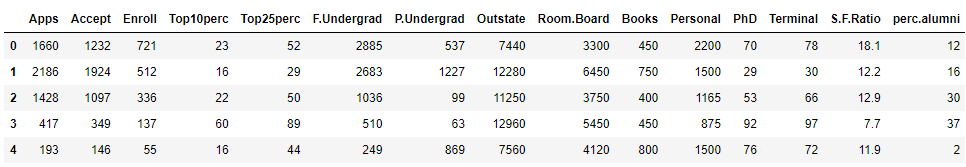 Apps Accept Enroll Top10perc Top25perc F.Undergrad P.Undergrad Outstate Room.Board Books Personal PhD Terminal S.F.Ratio perc.alumni
0 1660 1232 721 23 52 2885 537 7440 3300 450 2200 70 78 18.1 12
1 2186 1924 512 16 29 2683 1227 12280 6450 750 1500 29 30 12.2 16
2 1428 1097 336 22 50 1036 99 11250 3750 400 1165 53 66 12.9 30
3 417 349 137 60 89 510 63 12960 5450 450 875 92 97 7.7 37
4 193 146 55 16 44 249 869 7560 4120 800 1500 76 72 11.9 2